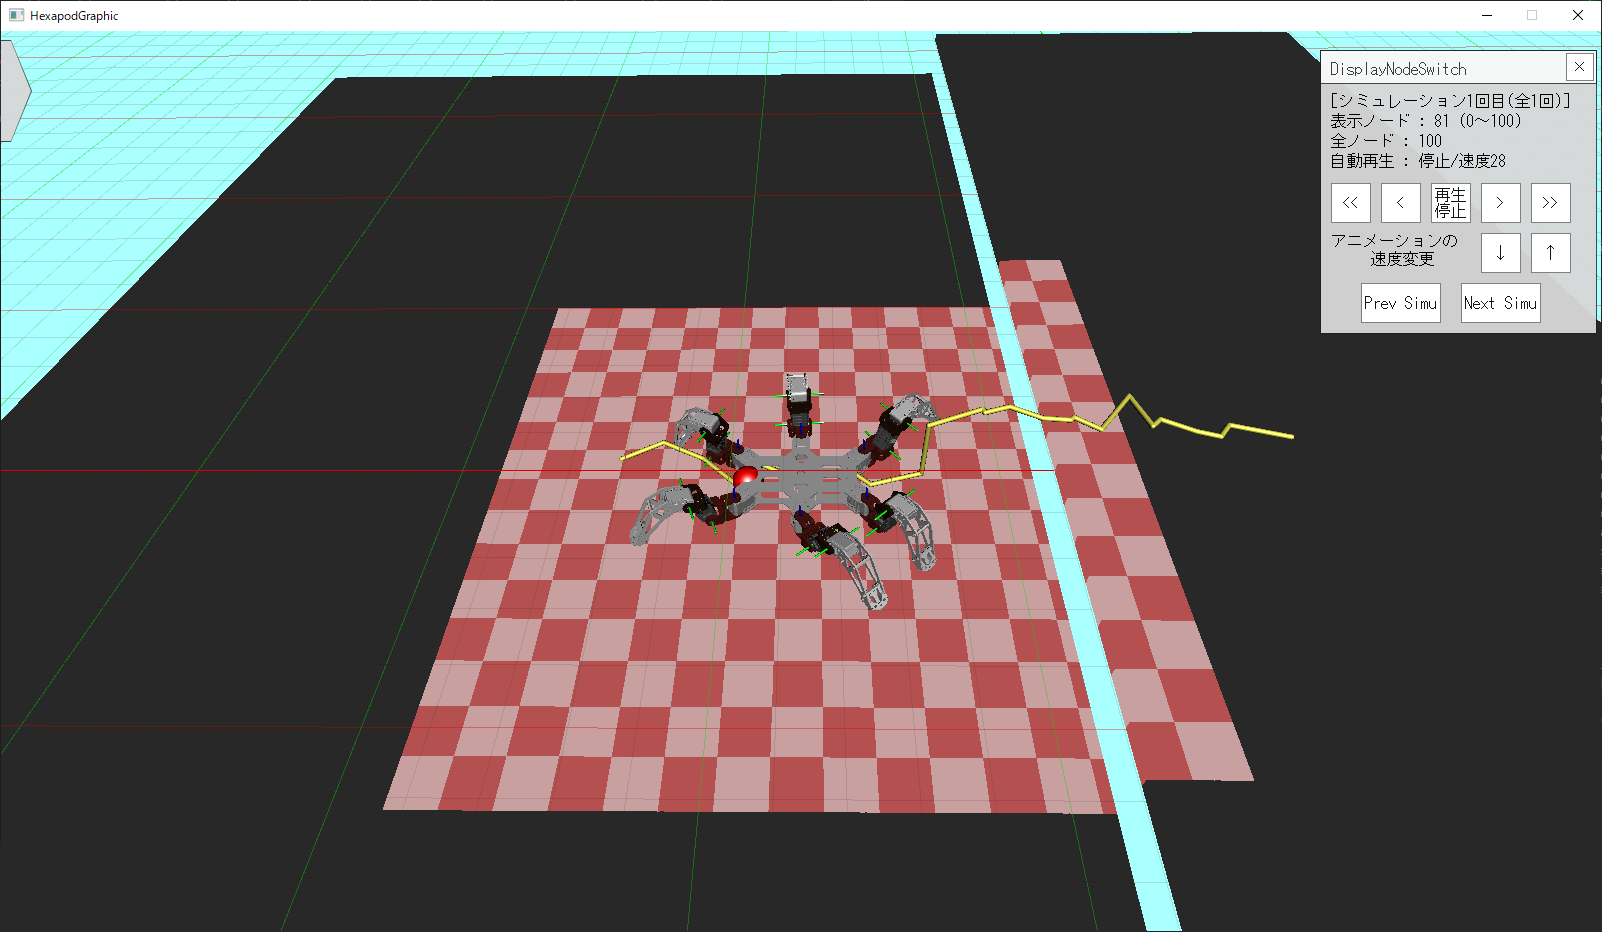 HexapodGraphic
DisplayNodeSwitch
[シミュレーション1回目(全1回)]
表示ノード : 81 (0～100)
全ノード : 100
自動再生 : 停止/速度28
<<
<
再生
停止
>
>>
アニメーションの
速度変更
↓
↑
Prev Simu
Next Simu